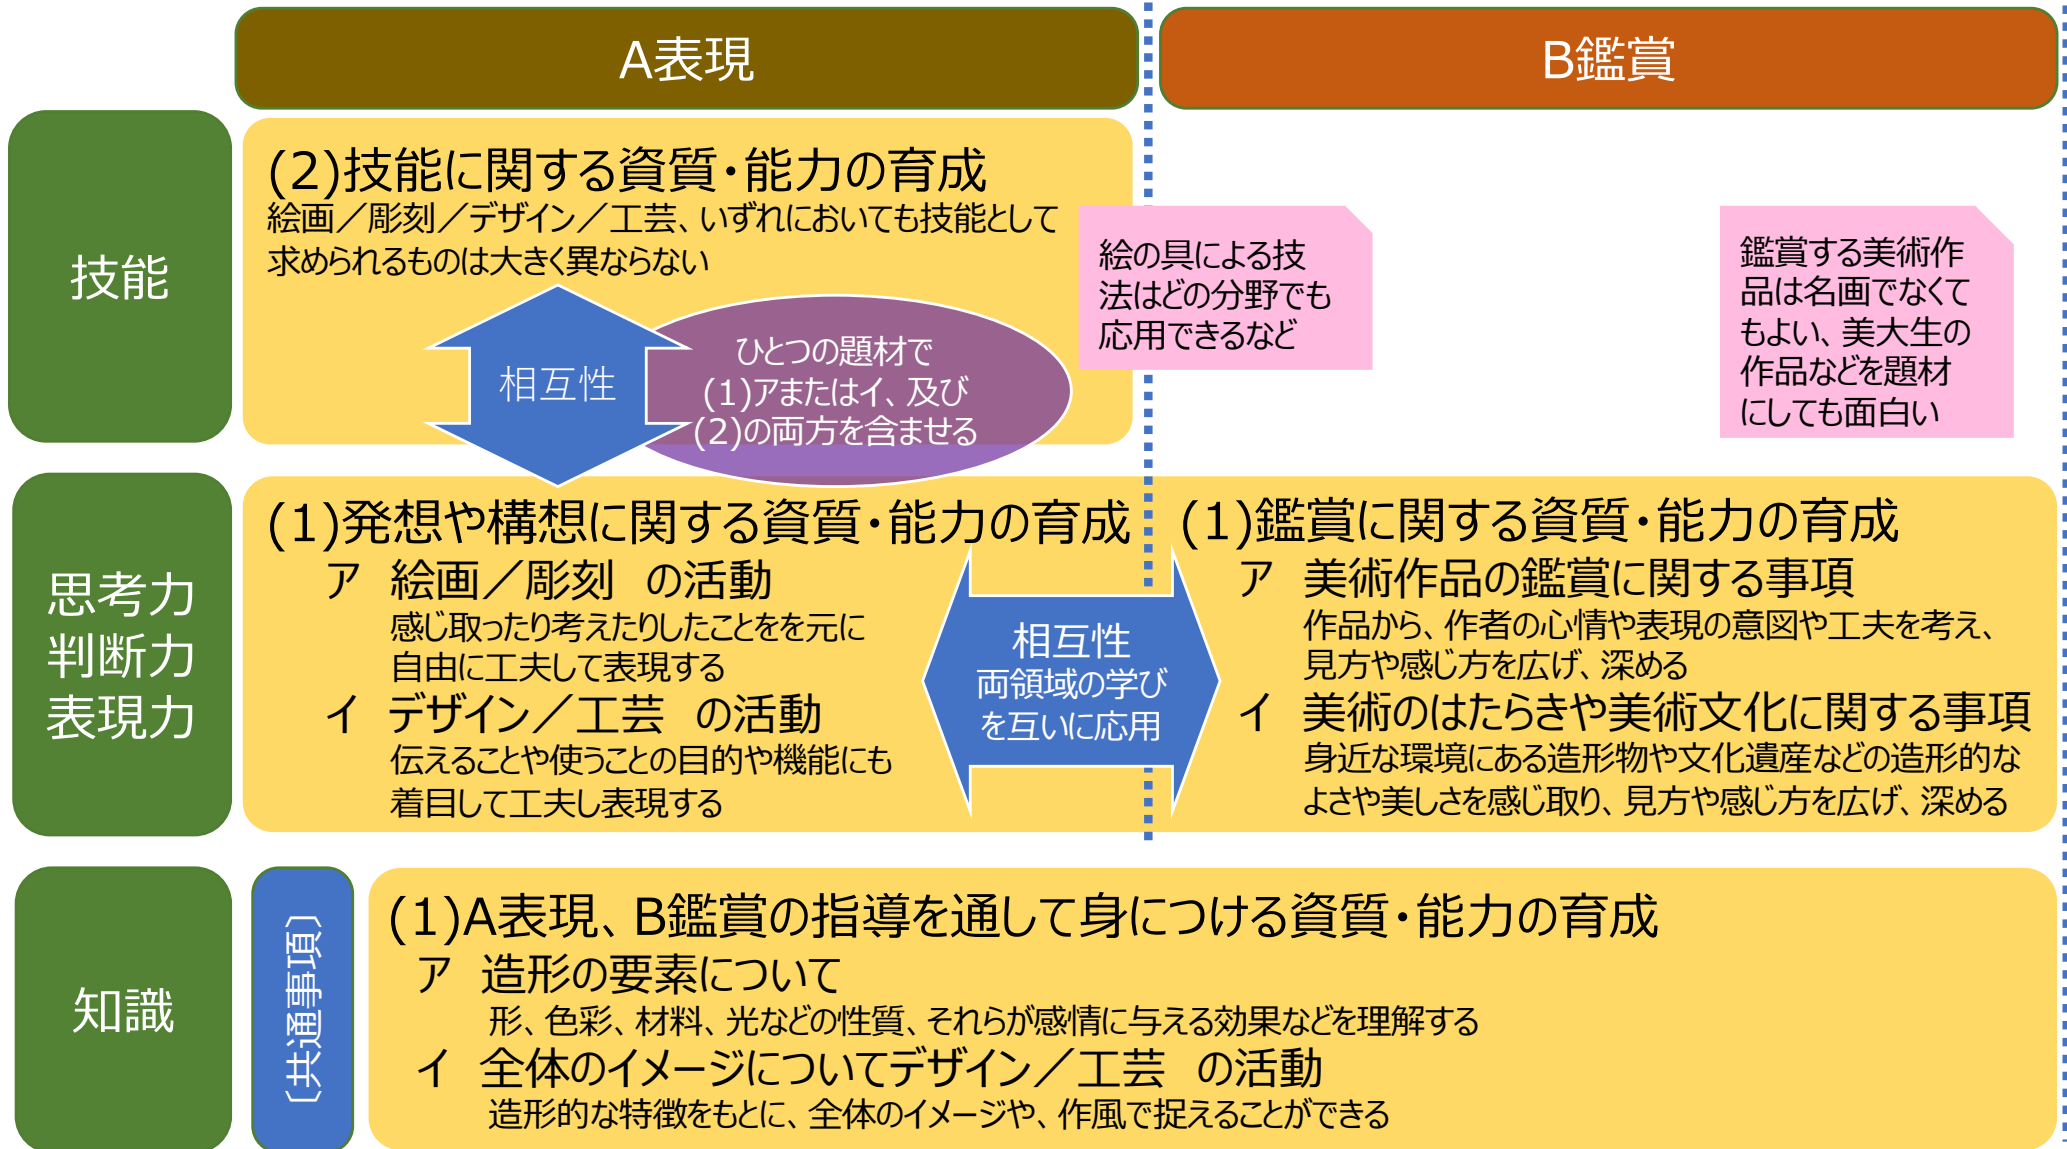 A表現
B鑑賞
技能
(2)技能に関する資質・能力の育成
絵画／彫刻／デザイン／工芸、いずれにおいても技能として
求められるものは大きく異ならない
相互性
ひとつの題材で
(1)アまたはイ、及び
(2)の両方を含ませる
絵の具による技
法はどの分野でも
応用できるなど
鑑賞する美術作
品は名画でなくて
もよい、美大生の
作品などを題材
にしても面白い
思考力
判断力
表現力
(1)発想や構想に関する資質・能力の育成
ア　絵画／彫刻　の活動
感じ取ったり考えたりしたことをを元に
自由に工夫して表現する
イ　デザイン／工芸　の活動
伝えることや使うことの目的や機能にも
着目して工夫し表現する
相互性
両領域の学び
を互いに応用
(1)鑑賞に関する資質・能力の育成
ア　美術作品の鑑賞に関する事項
作品から、作者の心情や表現の意図や工夫を考え、
見方や感じ方を広げ、深める
イ　美術のはたらきや美術文化に関する事項
身近な環境にある造形物や文化遺産などの造形的な
よさや美しさを感じ取り、見方や感じ方を広げ、深める
知識
〔共通事項〕
(1)A表現、B鑑賞の指導を通して身につける資質・能力の育成
ア　造形の要素について
形、色彩、材料、光などの性質、それらが感情に与える効果などを理解する
イ　全体のイメージについてデザイン／工芸　の活動
造形的な特徴をもとに、全体のイメージや、作風で捉えることができる